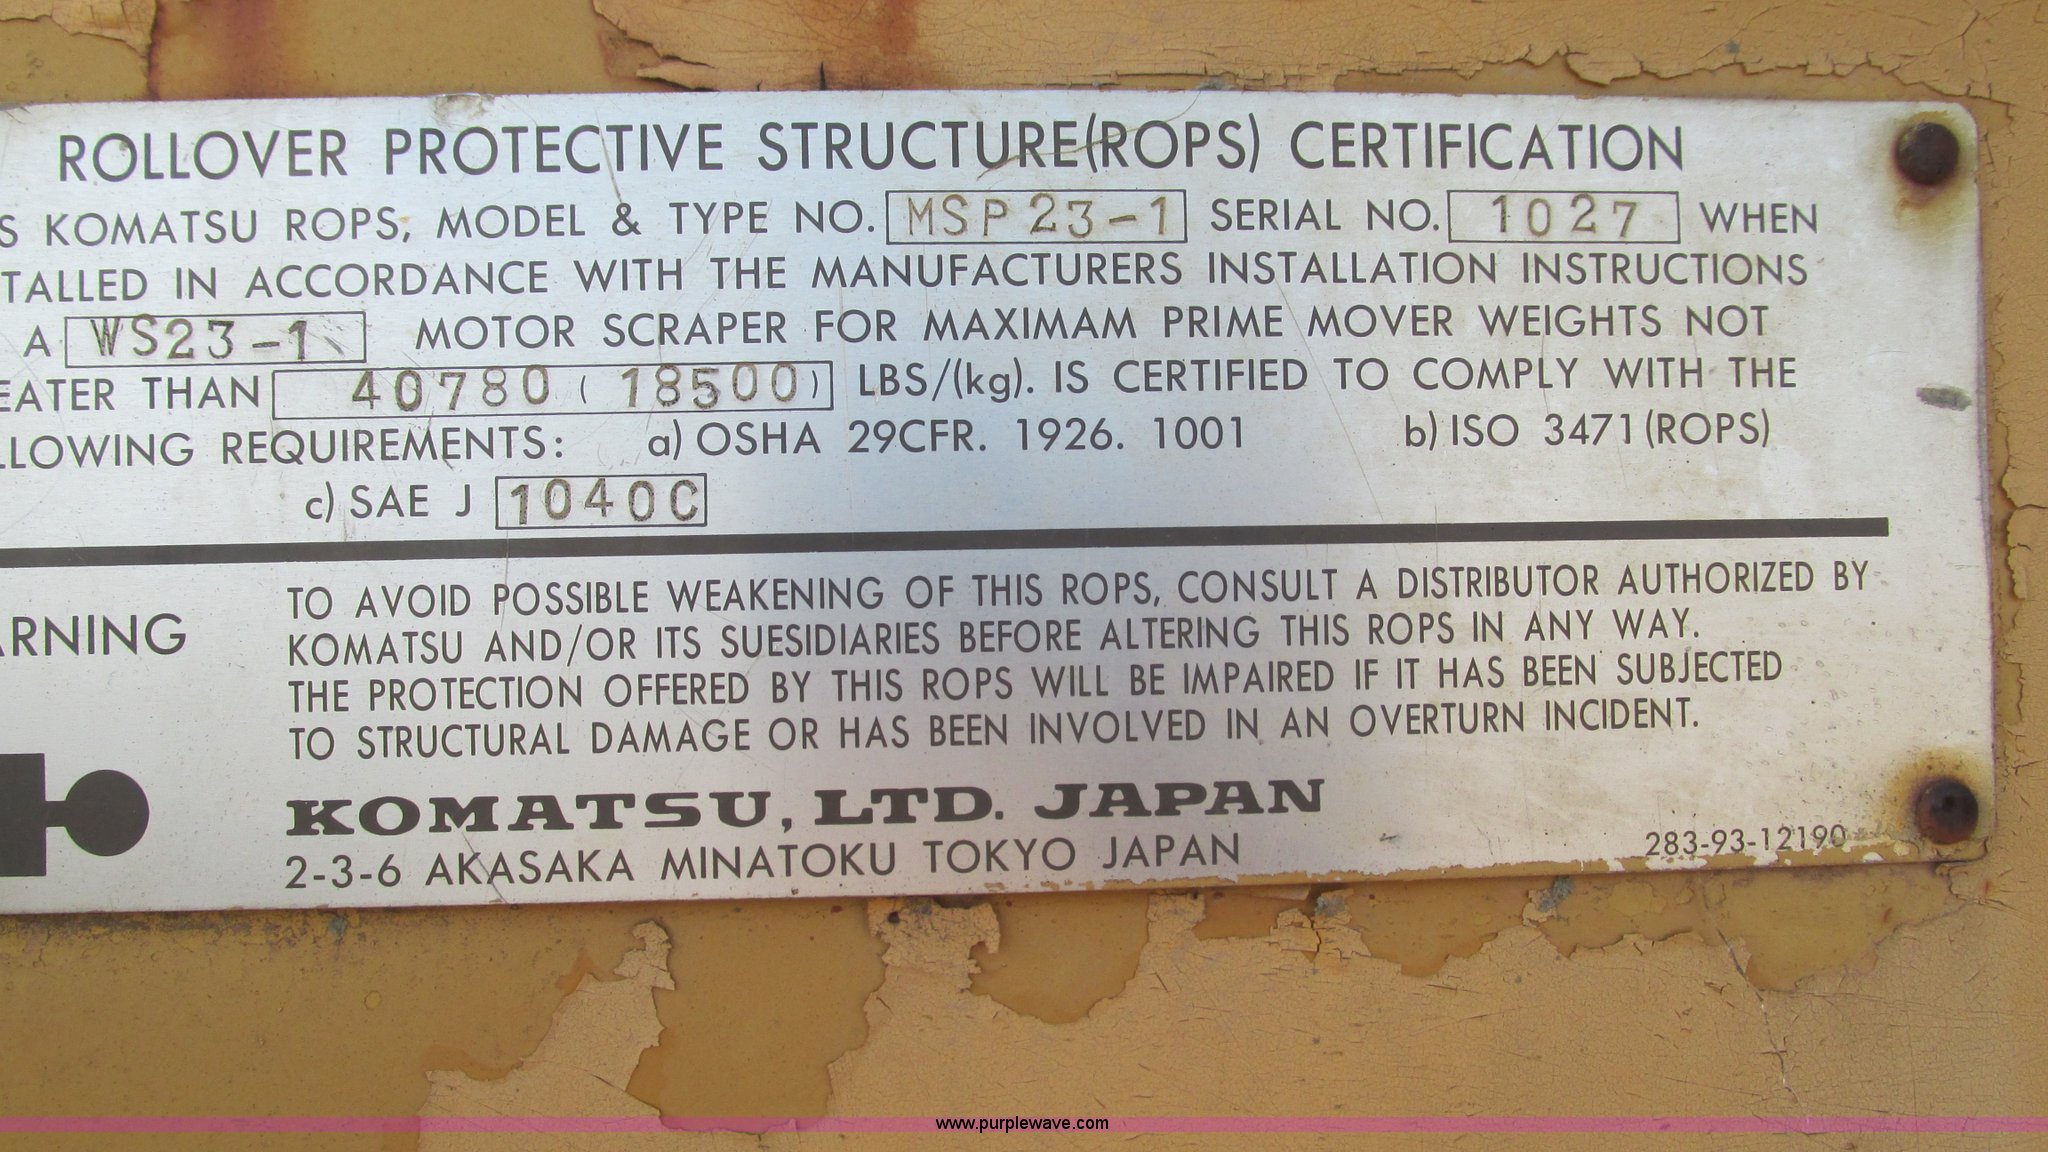 ROLLOVER PROTECTIVE STRUCTURE(ROPS) CERTIFICATION
S KOMATSU ROPS, MODEL & TYPE NO. MSP23-1 SERIAL NO. 1027 WHEN
TALLED IN ACCORDANCE WITH THE MANUFACTURERS INSTALLATION INSTRUCTIONS
A WS23-1 MOTOR SCRAPER FOR MAXIMAM PRIME MOVER WEIGHTS NOT
EATER THAN 40780 (18500) LBS/(kg). IS CERTIFIED TO COMPLY WITH THE
LLOWING REQUIREMENTS: a) OSHA 29CFR. 1926. 1001 b) ISO 3471(ROPS)
c) SAE J 1040C
TO AVOID POSSIBLE WEAKENING OF THIS ROPS, CONSULT A DISTRIBUTOR AUTHORIZED BY
ARNING KOMATSU AND/OR ITS SUESIDIARIES BEFORE ALTERING THIS ROPS IN ANY WAY.
THE PROTECTION OFFERED BY THIS ROPS WILL BE IMPAIRED IF IT HAS BEEN SUBJECTED
TO STRUCTURAL DAMAGE OR HAS BEEN INVOLVED IN AN OVERTURN INCIDENT.
KOMATSU, LTD. JAPAN
2-3-6 AKASAKA MINATOKU TOKYO JAPAN
283-93-12190
www.purplewave.com